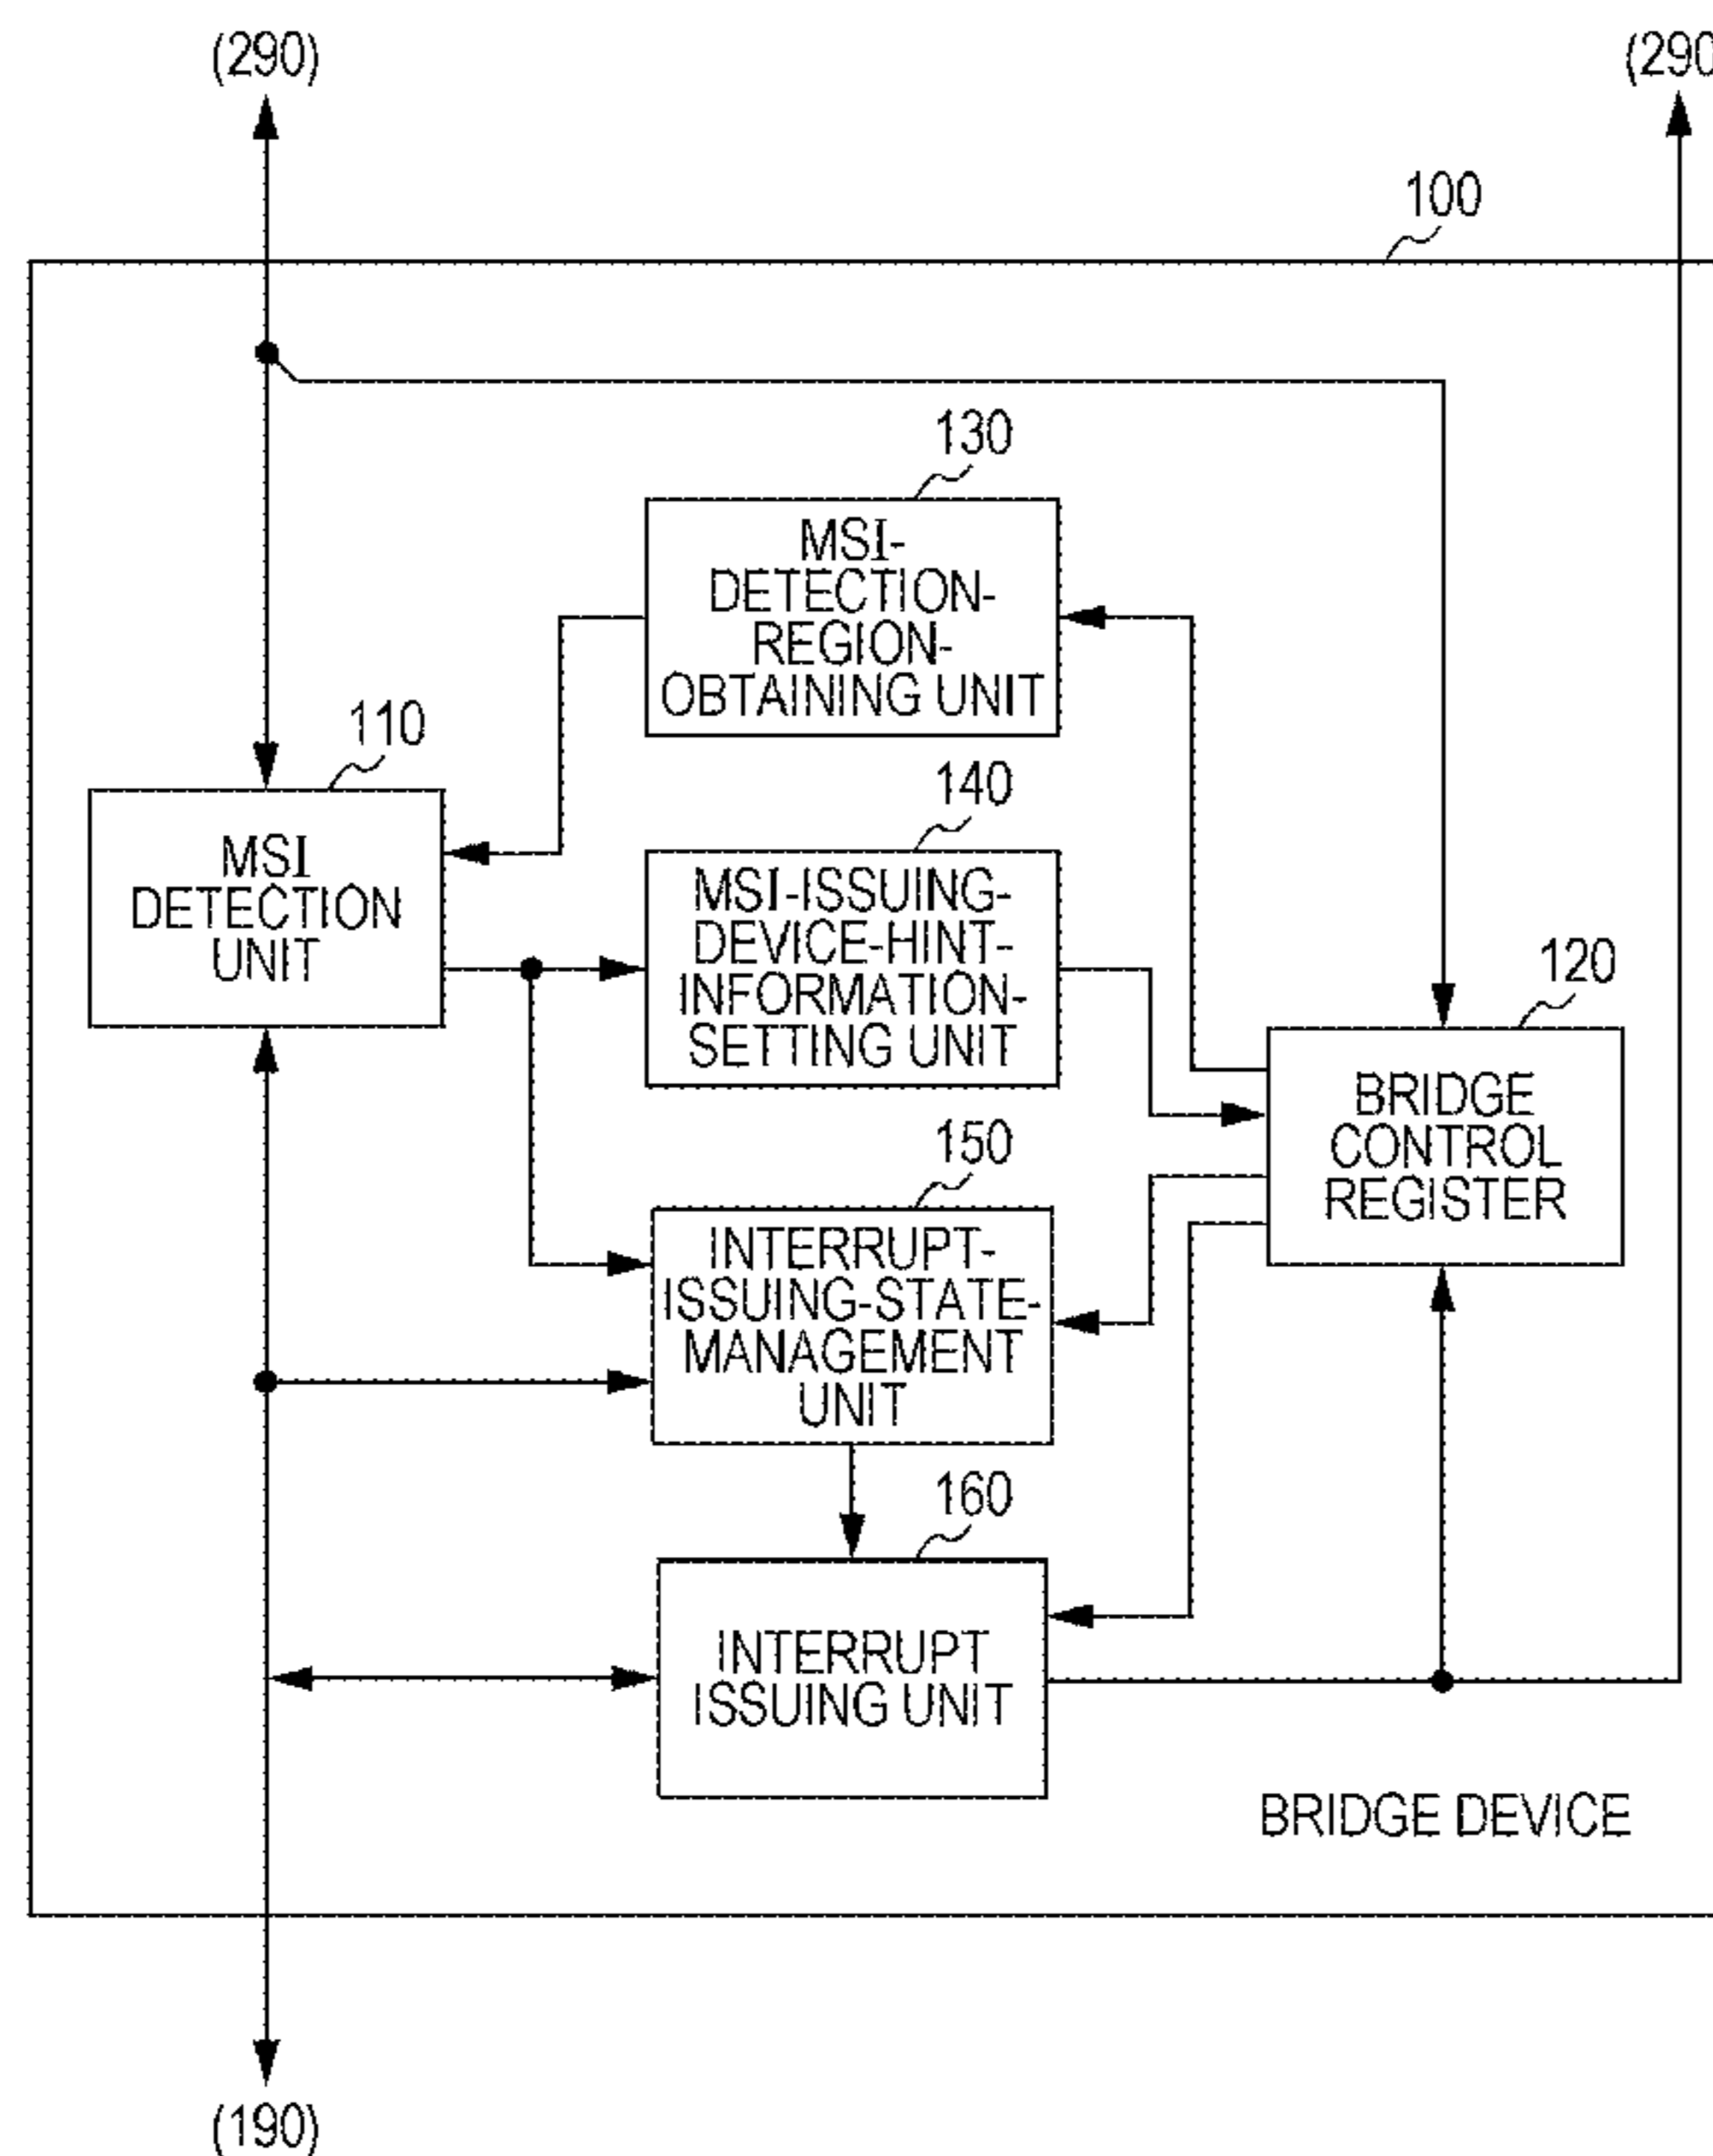 (290)
(290
100
130
MSI-
DETECTION-
REGION-
OBTAINING UNIT
110
MSI
DETECTION
UNIT
140
MSI-ISSUING-
DEVICE-HINT-
INFORMATION-
SETTING UNIT
120
BRIDGE
CONTROL
REGISTER
150
INTERRUPT-
ISSUING-STATE-
MANAGEMENT
UNIT
160
INTERRUPT
ISSUING UNIT
BRIDGE DEVICE
(190)